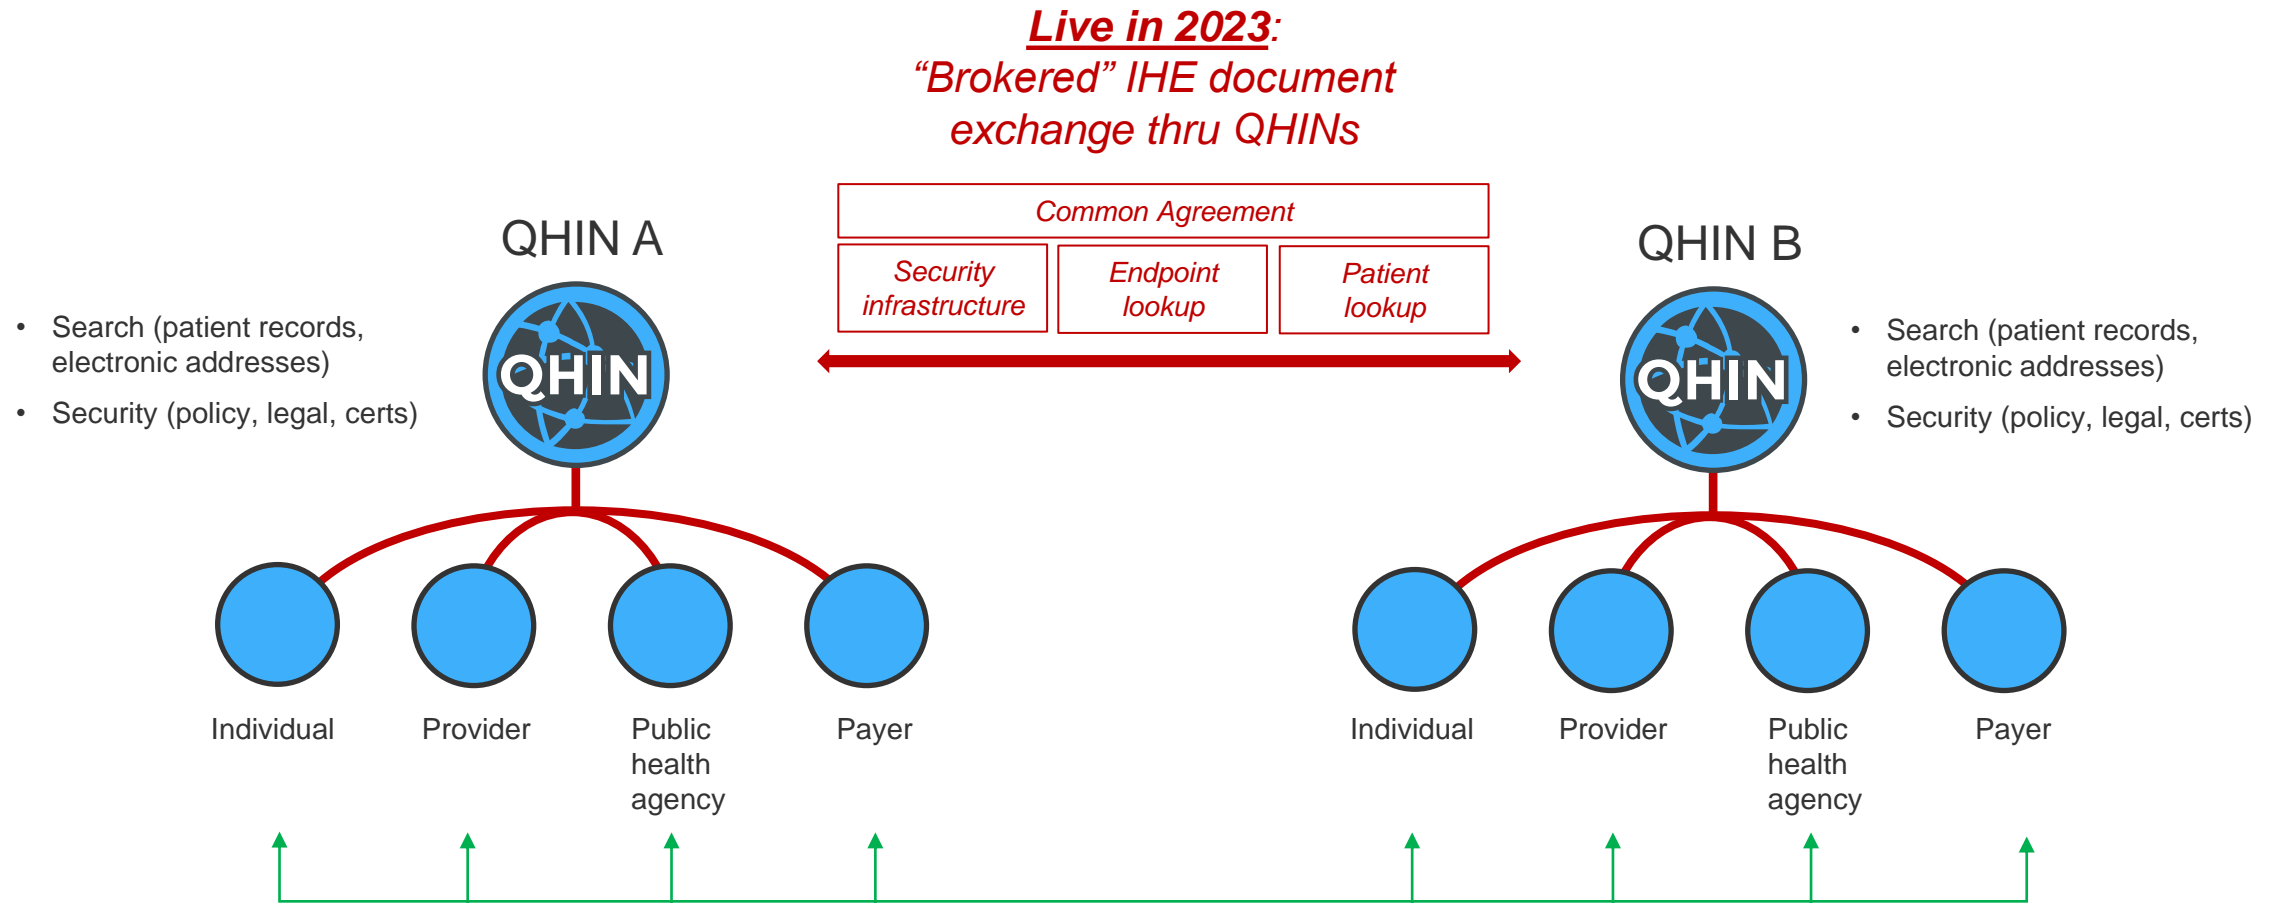 Live in 2023:
“Brokered” IHE document
exchange thru QHINs
Common Agreement
Security
infrastructure
Endpoint
lookup
Patient
lookup
QHIN A
QHIN
• Search (patient records,
electronic addresses)
• Security (policy, legal, certs)
Individual
Provider
Public
health
agency
Payer
QHIN B
QHIN
• Search (patient records,
electronic addresses)
• Security (policy, legal, certs)
Individual
Provider
Public
health
agency
Payer